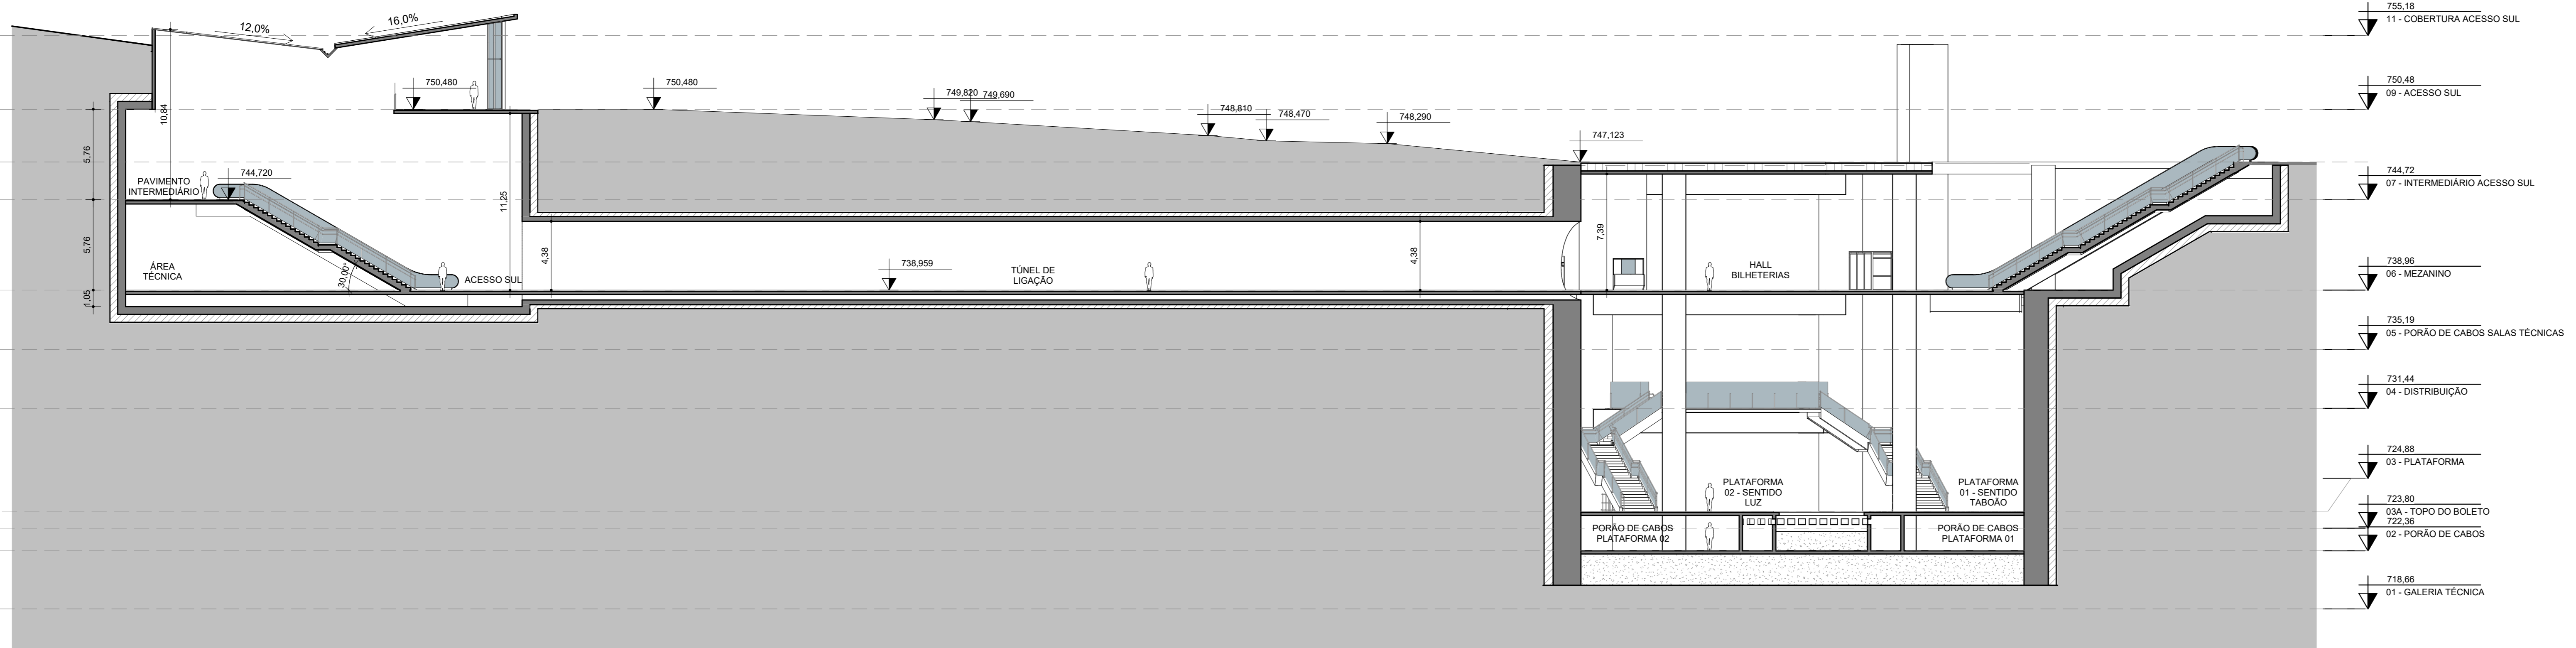 12,0%
16,0%
10,84
750,480
750,480
749,820
749,690
748,810
748,470
748,290
747,123
5,76
5,76
1,05
PAVIMENTO
INTERMEDIÁRIO
744,720
11,25
ÁREA
TÉCNICA
30,00°
ACESSO SUL
4,38
738,959
TÚNEL DE
LIGAÇÃO
4,38
7,39
HALL
BILHETERIAS
PLATAFORMA
02 - SENTIDO
LUZ
PLATAFORMA
01 - SENTIDO
TABOÃO
PORÃO DE CABOS
PLATAFORMA 02
PORÃO DE CABOS
PLATAFORMA 01
755,18
11 - COBERTURA ACESSO SUL
750,48
09 - ACESSO SUL
744,72
07 - INTERMEDIÁRIO ACESSO SUL
738,96
06 - MEZANINO
735,19
05 - PORÃO DE CABOS SALAS TÉCNICAS
731,44
04 - DISTRIBUIÇÃO
724,88
03 - PLATAFORMA
723,80
03A - TOPO DO BOLETO
722,36
02 - PORÃO DE CABOS
718,66
01 - GALERIA TÉCNICA